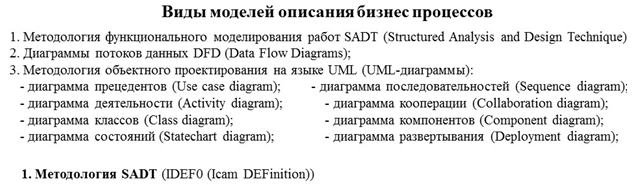 Виды моделей описания бизнес процессов
1. Методология функционального моделирования работ SADT (Structured Analysis and Design Technique)
2. Диаграммы потоков данных DFD (Data Flow Diagrams);
3. Методология объектного проектирования на языке UML (UML-диаграммы):
- диаграмма прецедентов (Use case diagram); - диаграмма последовательностей (Sequence diagram);
- диаграмма деятельности (Activity diagram); - диаграмма кооперации (Collaboration diagram);
- диаграмма классов (Class diagram); - диаграмма компонентов (Component diagram);
- диаграмма состояний (Statechart diagram); - диаграмма развертывания (Deployment diagram);
1. Методология SADT (IDEF0 (Icam DEFinition))